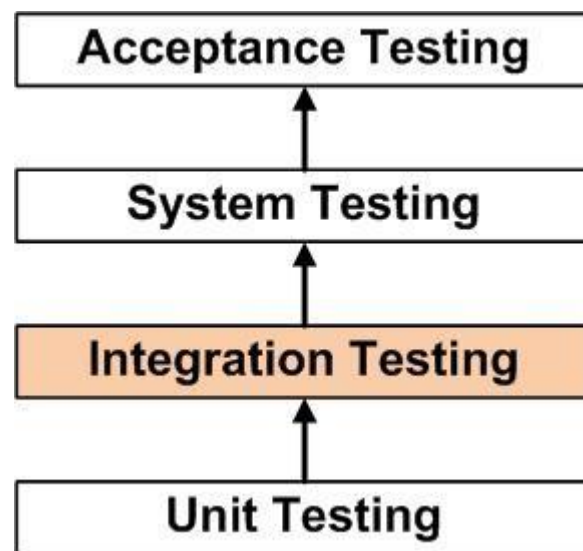 Acceptance Testing
System Testing
Integration Testing
Unit Testing